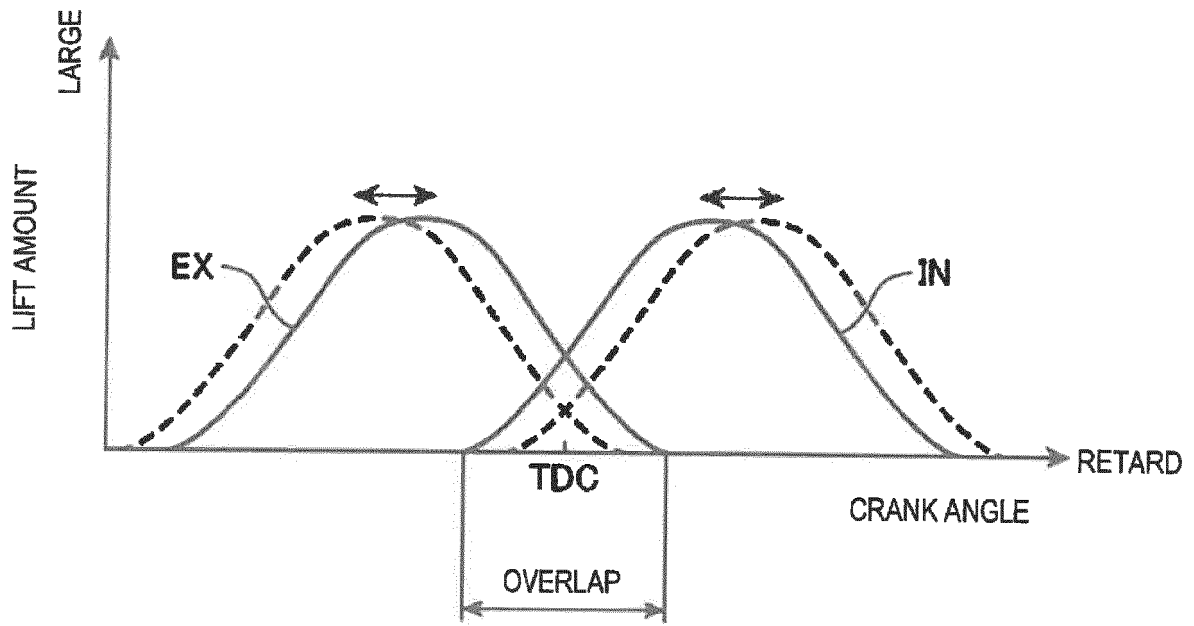 LARGE
LIFT AMOUNT
EX
IN
TDC
RETARD
CRANK ANGLE
OVERLAP